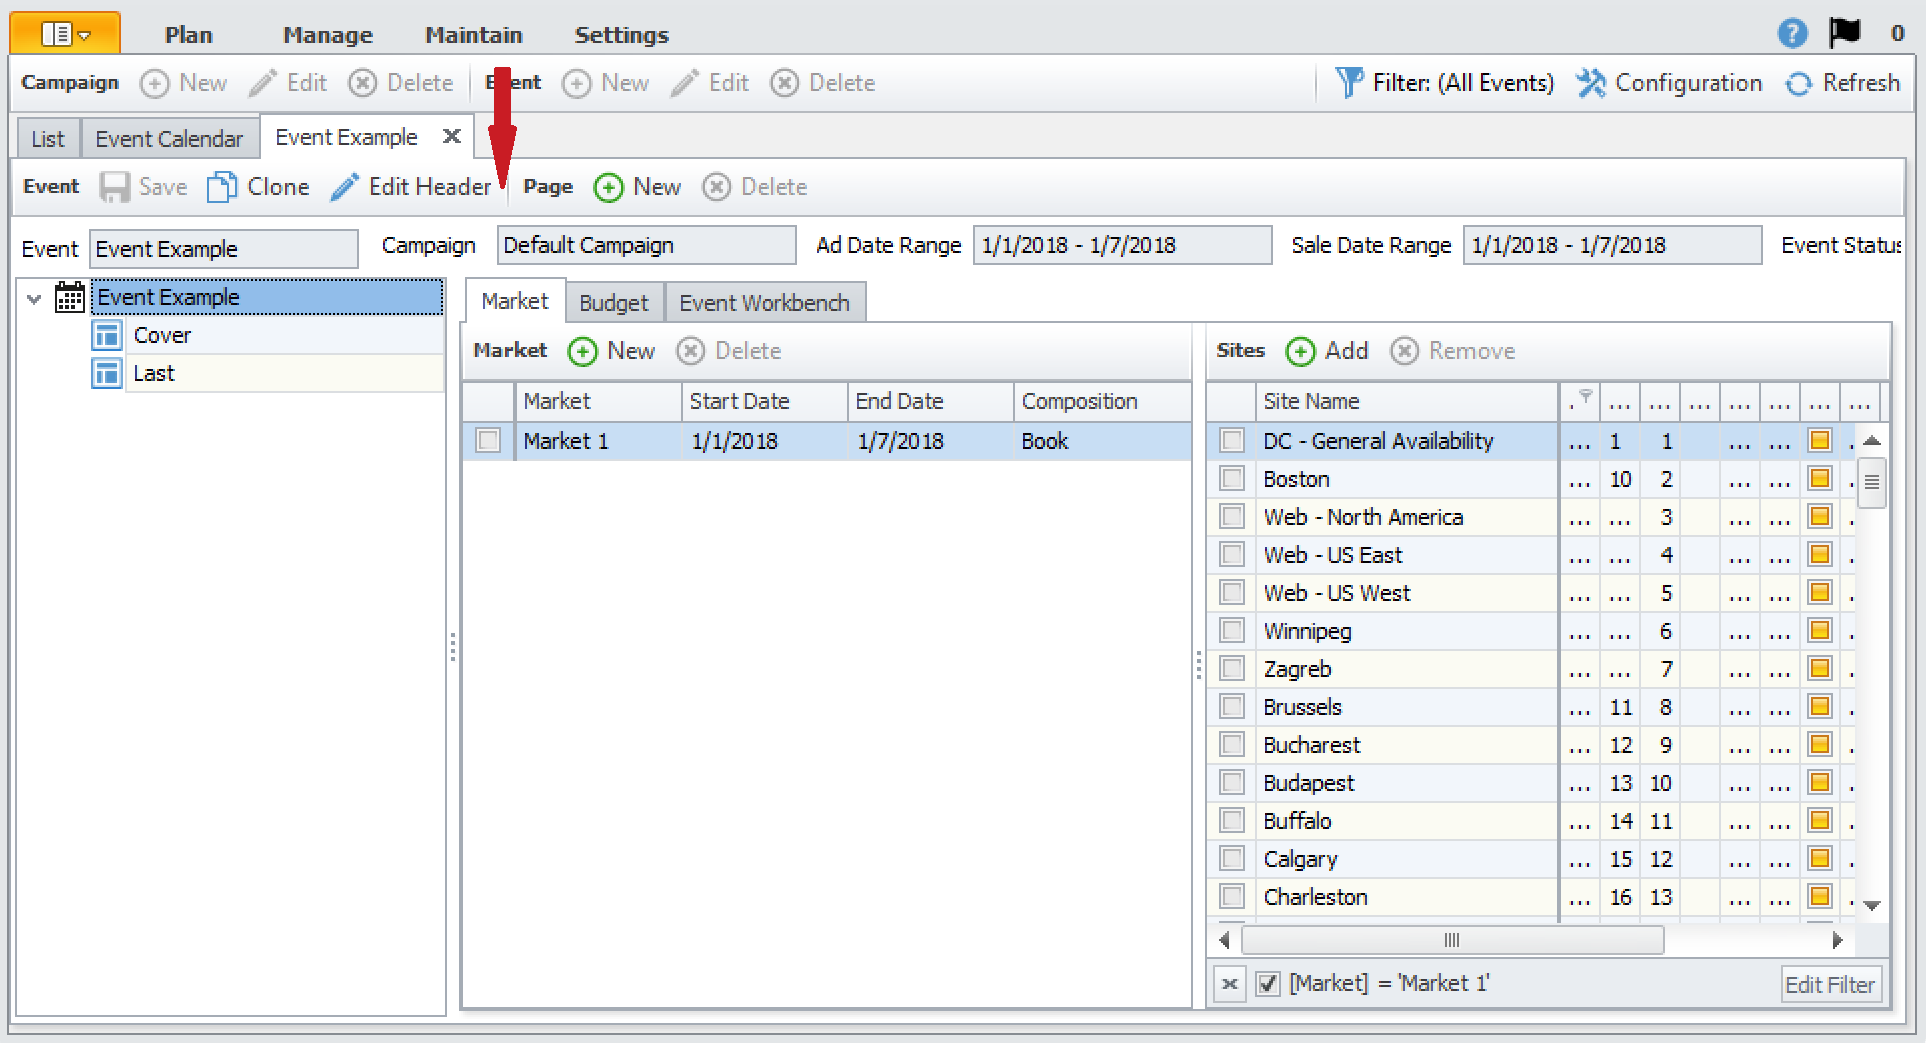 Plan Manage Maintain Settings 0
Campaign New Edit Delete Event New Edit Delete Filter: (All Events) Configuration Refresh
List Event Calendar Event Example
Event Save Clone Edit Header Page New Delete
Event Event Example Campaign Default Campaign Ad Date Range 1/1/2018 - 1/7/2018 Sale Date Range 1/1/2018 - 1/7/2018 Event Status
Event Example
Cover
Last
Market Budget Event Workbench
Market New Delete
Market Start Date End Date Composition
Market 1 1/1/2018 1/7/2018 Book
Sites Add Remove
Site Name . ... ... ... ... ... ... ...
DC - General Availability ... 1 1 ... ... .
Boston ... 10 2 ... ... .
Web - North America ... ... 3 ... ... .
Web - US East ... ... 4 ... ... .
Web - US West ... ... 5 ... ... .
Winnipeg ... ... 6 ... ... .
Zagreb ... ... 7 ... ... .
Brussels ... 11 8 ... ... .
Bucharest ... 12 9 ... ... .
Budapest ... 13 10 ... ... .
Buffalo ... 14 11 ... ... .
Calgary ... 15 12 ... ... .
Charleston ... 16 13 ... ... .
[Market] = 'Market 1' Edit Filter